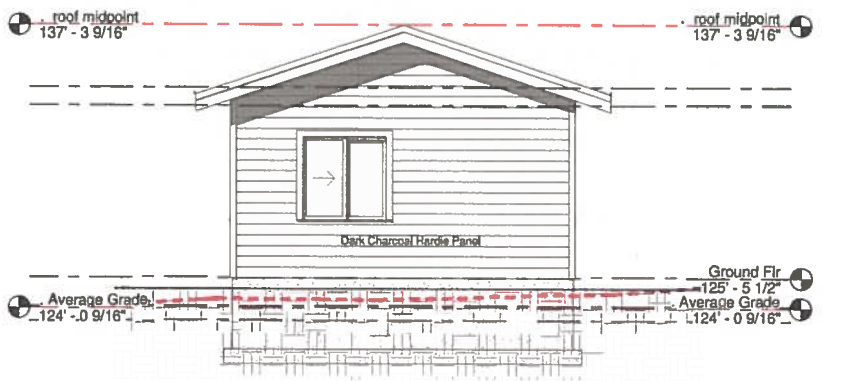 roof midpoint
137' - 3 9/16"
roof midpoint
137' - 3 9/16"
Dark Charcoal Hardie Panel
Ground Flr
125' - 5 1/2"
Average Grade
124' - 0 9/16"
Average Grade
124' - 0 9/16"